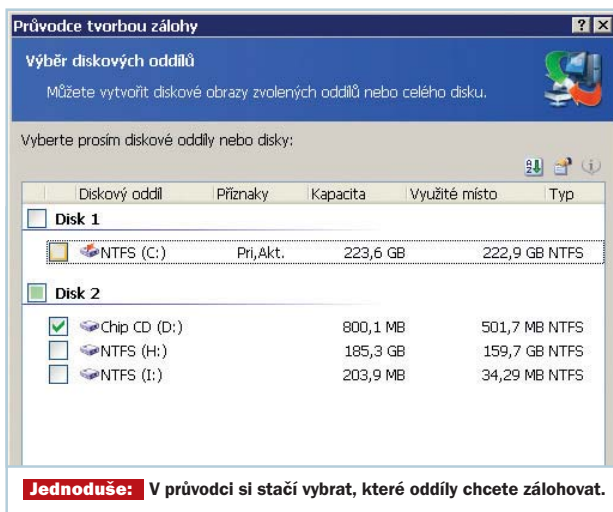 Průvodce tvorbou zálohy
Výběr diskových oddílů
Můžete vytvořit diskové obrazy zvolených oddílů nebo celého disku.
Vyberte prosím diskové oddíly nebo disky:
Diskový oddíl Příznaky Kapacita Využité místo Typ
Disk 1
NTFS (C:) Pri,Akt. 223,6 GB 222,9 GB NTFS
Disk 2
Chip CD (D:) 800,1 MB 501,7 MB NTFS
NTFS (H:) 185,3 GB 159,7 GB NTFS
NTFS (I:) 203,9 MB 34,29 MB NTFS
Jednoduše: V průvodci si stačí vybrat, které oddíly chcete zálohovat.